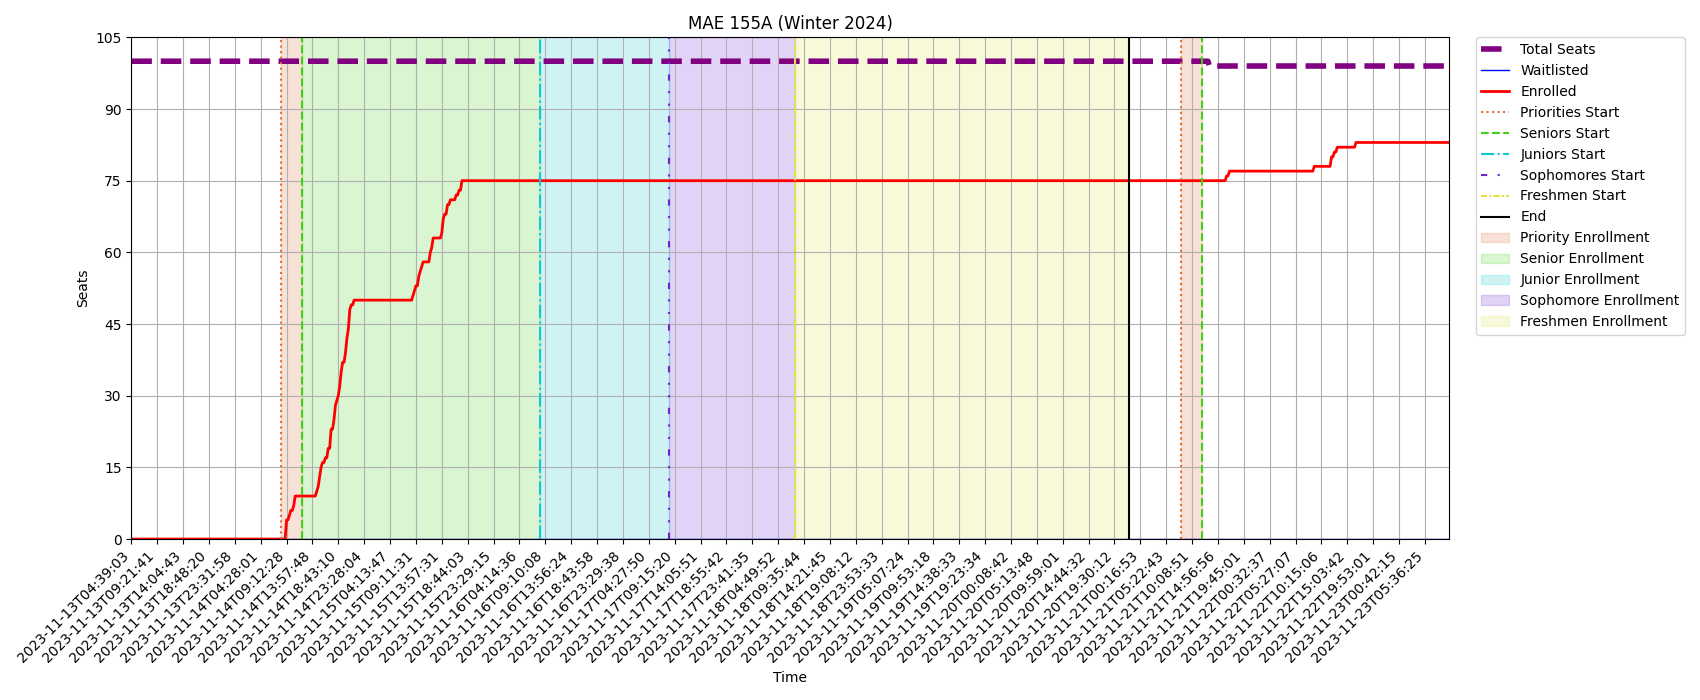 MAE 155A (Winter 2024)
105
90
75
60
45
30
15
0
Seats
Total Seats
Waitlisted
Enrolled
Priorities Start
Seniors Start
Juniors Start
Sophomores Start
Freshmen Start
End
Priority Enrollment
Senior Enrollment
Junior Enrollment
Sophomore Enrollment
Freshmen Enrollment
2023-11-13T04:39:03
2023-11-13T09:21:41
2023-11-13T14:04:43
2023-11-13T18:48:20
2023-11-13T23:31:58
2023-11-14T04:28:01
2023-11-14T09:12:28
2023-11-14T13:57:48
2023-11-14T18:43:10
2023-11-14T23:28:04
2023-11-15T04:13:47
2023-11-15T09:11:31
2023-11-15T13:57:31
2023-11-15T18:44:03
2023-11-15T23:29:15
2023-11-16T04:14:36
2023-11-16T09:10:08
2023-11-16T13:56:24
2023-11-16T18:43:58
2023-11-16T23:29:38
2023-11-17T04:27:50
2023-11-17T09:15:20
2023-11-17T14:05:51
2023-11-17T18:55:42
2023-11-17T23:41:35
2023-11-18T04:49:52
2023-11-18T09:35:44
2023-11-18T14:21:45
2023-11-18T19:08:12
2023-11-18T23:53:33
2023-11-19T05:07:24
2023-11-19T09:53:18
2023-11-19T14:38:33
2023-11-19T19:23:34
2023-11-20T00:08:42
2023-11-20T05:13:48
2023-11-20T09:59:01
2023-11-20T14:44:32
2023-11-20T19:30:12
2023-11-21T00:16:53
2023-11-21T05:22:43
2023-11-21T10:08:51
2023-11-21T14:56:56
2023-11-21T19:45:01
2023-11-22T00:32:37
2023-11-22T05:27:07
2023-11-22T10:15:06
2023-11-22T15:03:42
2023-11-22T19:53:01
2023-11-23T00:42:15
2023-11-23T05:36:25
Time